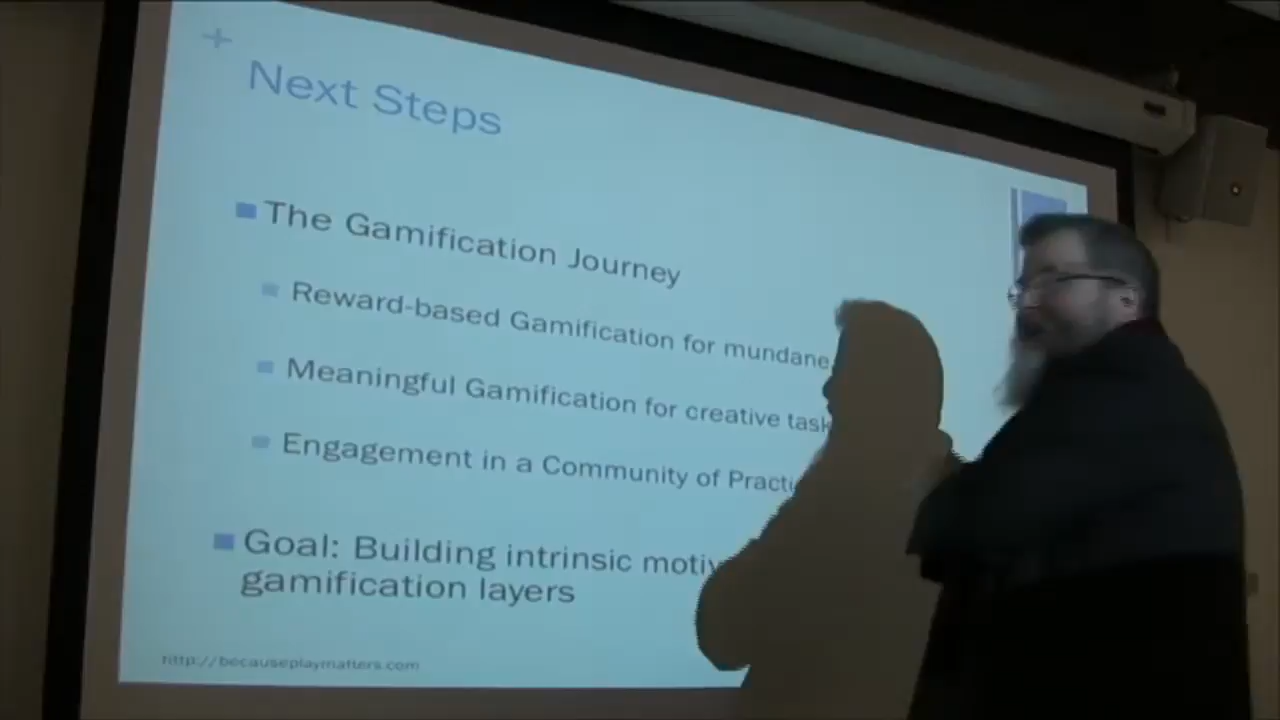 Next Steps
The Gamification Journey
Reward-based Gamification for mundane
Meaningful Gamification for creative task
Engagement in a Community of Practi
Goal: Building intrinsic motiv
gamification layers
http://becauseplaymatters.com